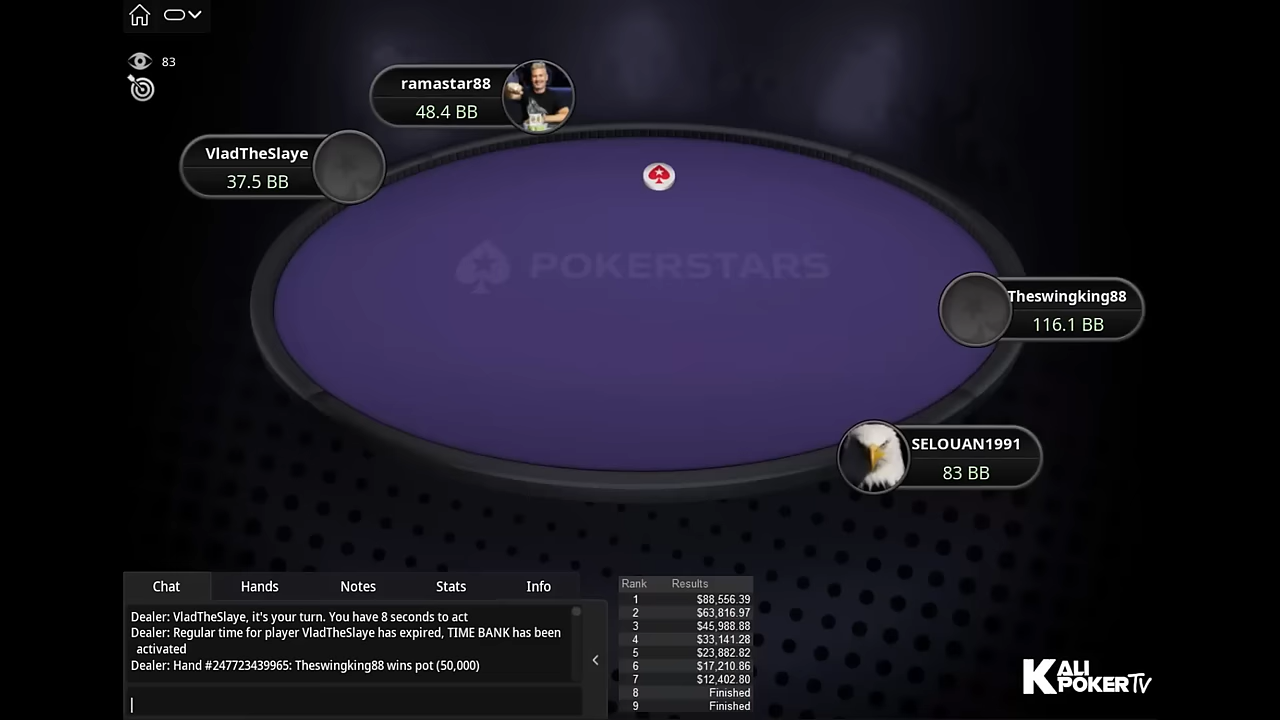 83
ramastar88
48.4 BB
VladTheSlaye
37.5 BB
POKERSTARS
Theswingking88
116.1 BB
SELOUAN1991
83 BB
Chat Hands Notes Stats Info
Dealer: VladTheSlaye, it's your turn. You have 8 seconds to act
Dealer: Regular time for player VladTheSlaye has expired, TIME BANK has been
activated
Dealer: Hand #247723439965: Theswingking88 wins pot (50,000)
Rank Results
1 $88,556.39
2 $63,816.97
3 $45,988.88
4 $33,141.28
5 $23,882.82
6 $17,210.86
7 $12,402.80
8 Finished
9 Finished
KALI
POKERTV